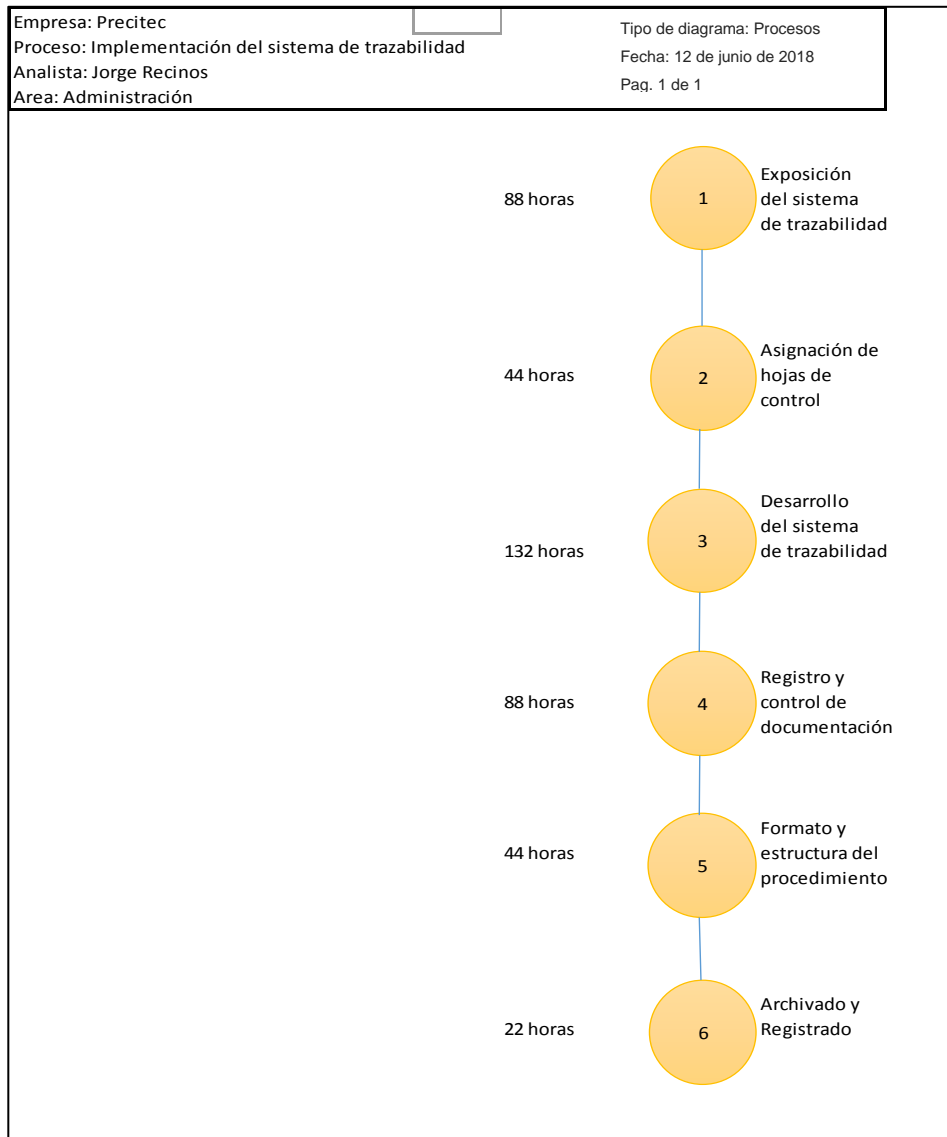 Empresa: Precitec
Proceso: Implementación del sistema de trazabilidad
Analista: Jorge Recinos
Area: Administración
Tipo de diagrama: Procesos
Fecha: 12 de junio de 2018
Pag. 1 de 1
88 horas
1
Exposición
del sistema
de trazabilidad
44 horas
2
Asignación de
hojas de
control
132 horas
3
Desarrollo
del sistema
de trazabilidad
88 horas
4
Registro y
control de
documentación
44 horas
5
Formato y
estructura del
procedimiento
22 horas
6
Archivado y
Registrado